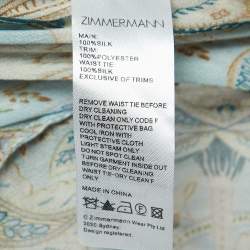 ZIMMERMANN
MAIN:
100%SILK
TRIM:
100%POLYESTER
WAIST TIE:
100%SILK
EXCLUSIVE OF TRIMS
REMOVE WAIST TIE BEFORE
DRY CLEANING
DRY CLEAN ONLY CODE F
WITH PROTECTIVE BAG
COOL IRON WITH
PROTECTIVE CLOTH
LIGHT STEAM ONLY
DO NOT SPOT CLEAN
TURN GARMENT INSIDE OUT
BEFORE DRY CLEANING
WAIST-TIE DRY CLEAN ONLY
MADE IN CHINA
© Zimmermann Wear Pty Ltd
2020 Sydney
Design registered.